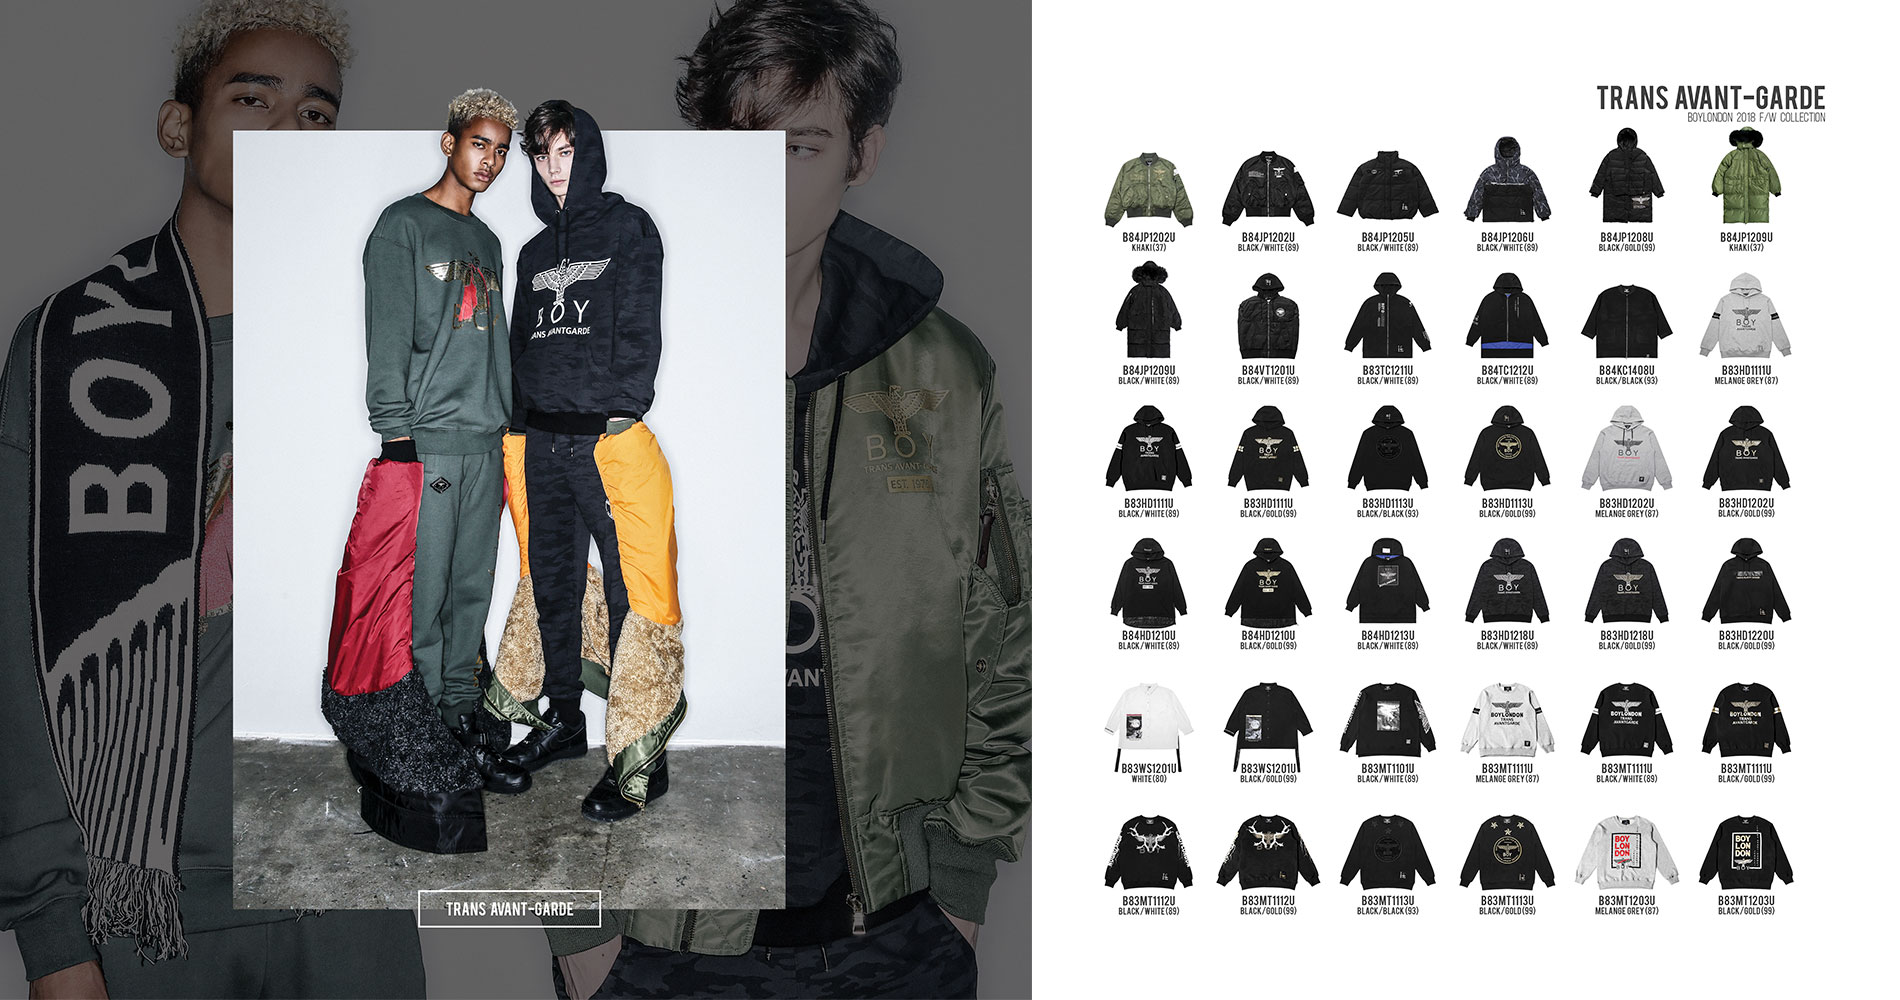 BOY
BOY
TRANS AVANTGARDE
BOY
TRANS AVANT-
EST. 1976
TRANS AVANT-GARDE
TRANS AVANT-GARDE
BOYLONDON 2018 F/W COLLECTION
B84JP1202U
KHAKI(37)
B84JP1202U
BLACK/WHITE(89)
B84JP1205U
BLACK/WHITE(89)
B84JP1206U
BLACK/WHITE(89)
B84JP1208U
BLACK/GOLD(99)
B84JP1209U
KHAKI(37)
B84JP1209U
BLACK/WHITE(89)
B84VT1201U
BLACK/WHITE(89)
B83TC1211U
BLACK/WHITE(89)
B84TC1212U
BLACK/WHITE(89)
B84KC1408U
BLACK/BLACK(93)
B83HD1111U
MELANGE GREY(87)
B83HD1111U
BLACK/WHITE(89)
B83HD1111U
BLACK/GOLD(99)
B83HD1113U
BLACK/BLACK(93)
B83HD1113U
BLACK/GOLD(99)
B83HD1202U
MELANGE GREY(87)
B83HD1202U
BLACK/GOLD(99)
B84HD1210U
BLACK/WHITE(89)
B84HD1210U
BLACK/GOLD(99)
B84HD1213U
BLACK/WHITE(89)
B83HD1218U
BLACK/WHITE(89)
B83HD1218U
BLACK/GOLD(99)
B83HD1220U
BLACK/GOLD(99)
B83WS1201U
WHITE(80)
B83WS1201U
BLACK/GOLD(99)
B83MT1101U
BLACK/WHITE(89)
B83MT1111U
MELANGE GREY(87)
B83MT1111U
BLACK/WHITE(89)
B83MT1111U
BLACK/GOLD(99)
B83MT1112U
BLACK/WHITE(89)
B83MT1112U
BLACK/GOLD(99)
B83MT1113U
BLACK/BLACK(93)
B83MT1113U
BLACK/GOLD(99)
B83MT1203U
MELANGE GREY(87)
B83MT1203U
BLACK/GOLD(99)